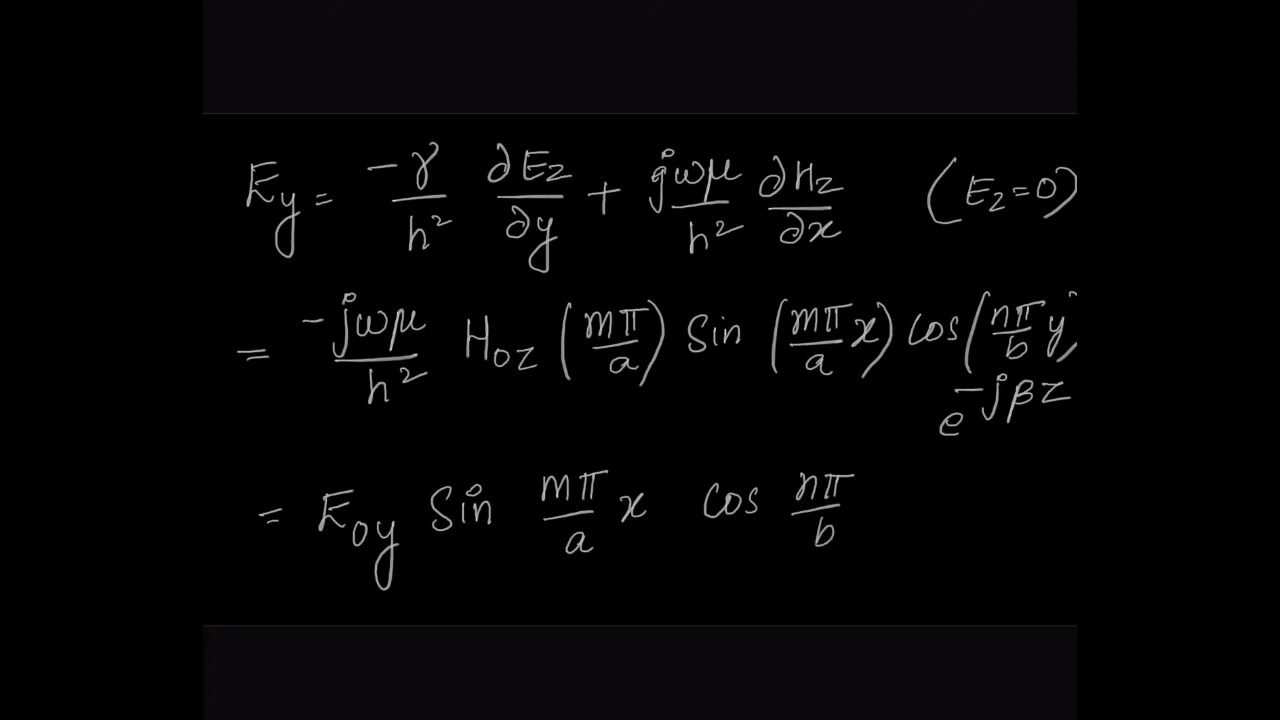 Ey = -γ/h² ∂Ez/∂y + jωμ/h² ∂Hz/∂x (Ez=0)
= -jωμ/h² Hoz (mπ/a) Sin (mπ/a x) cos (nπ/b y)
e^-jβz
= Eoy Sin mπ/a x cos nπ/b